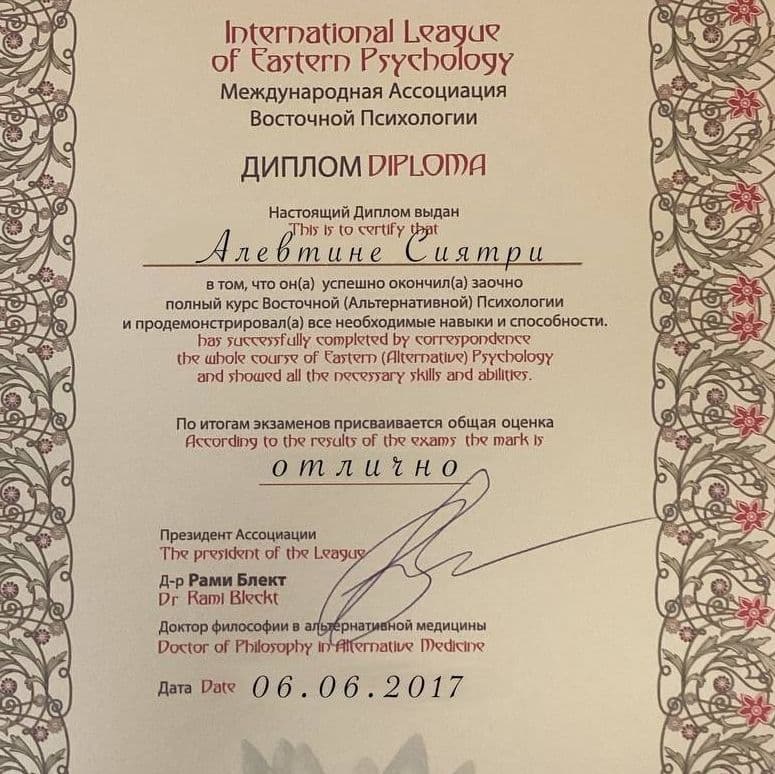 International League
of Eastern Psychology
Международная Ассоциация
Восточной Психологии
ДИПЛОМ DIPLOMA
Настоящий Диплом выдан
This is to certify that
Алевтине Сиятри
в том, что он(а) успешно окончил(а) заочно
полный курс Восточной (Альтернативной) Психологии
и продемонстрировал(а) все необходимые навыки и способности.
has successfully completed by correspondence
the whole course of Eastern (Alternative) Psychology
and showed all the necessary skills and abilities.
По итогам экзаменов присваивается общая оценка
According to the results of the exams the mark is
отлично
Президент Ассоциации
The president of the League
Д-р Рами Блект
Dr Rami Bleckt
Доктор философии в альтернативной медицины
Doctor of Philosophy in Alternative Medicine
Дата Date 06.06.2017